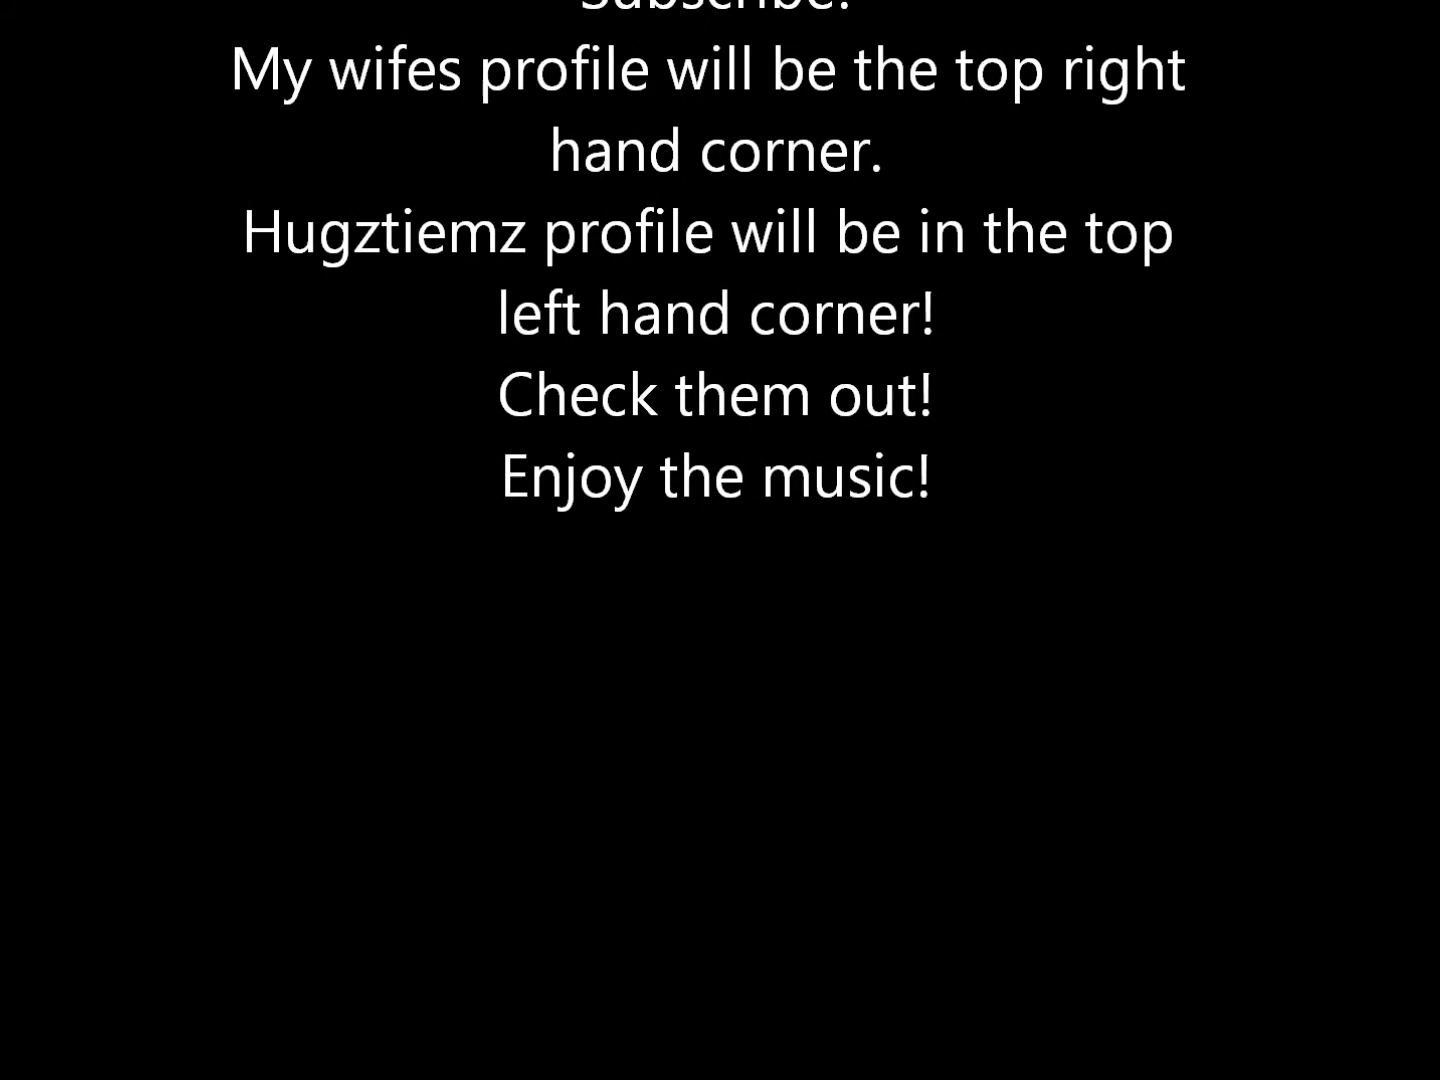 Subscribe!
My wifes profile will be the top right
hand corner.
Hugztiemz profile will be in the top
left hand corner!
Check them out!
Enjoy the music!